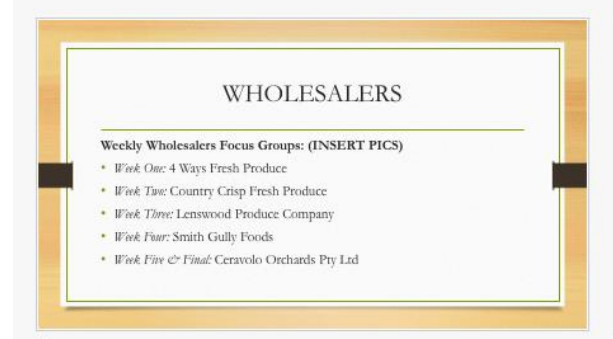 WHOLESALERS
Weekly Wholesalers Focus Groups: (INSERT PICS)
• Week One: 4 Ways Fresh Produce
• Week Two: Country Crisp Fresh Produce
• Week Three: Lenswood Produce Company
• Week Four: Smith Gully Foods
• Week Five & Final: Ceravolo Orchards Pty Ltd